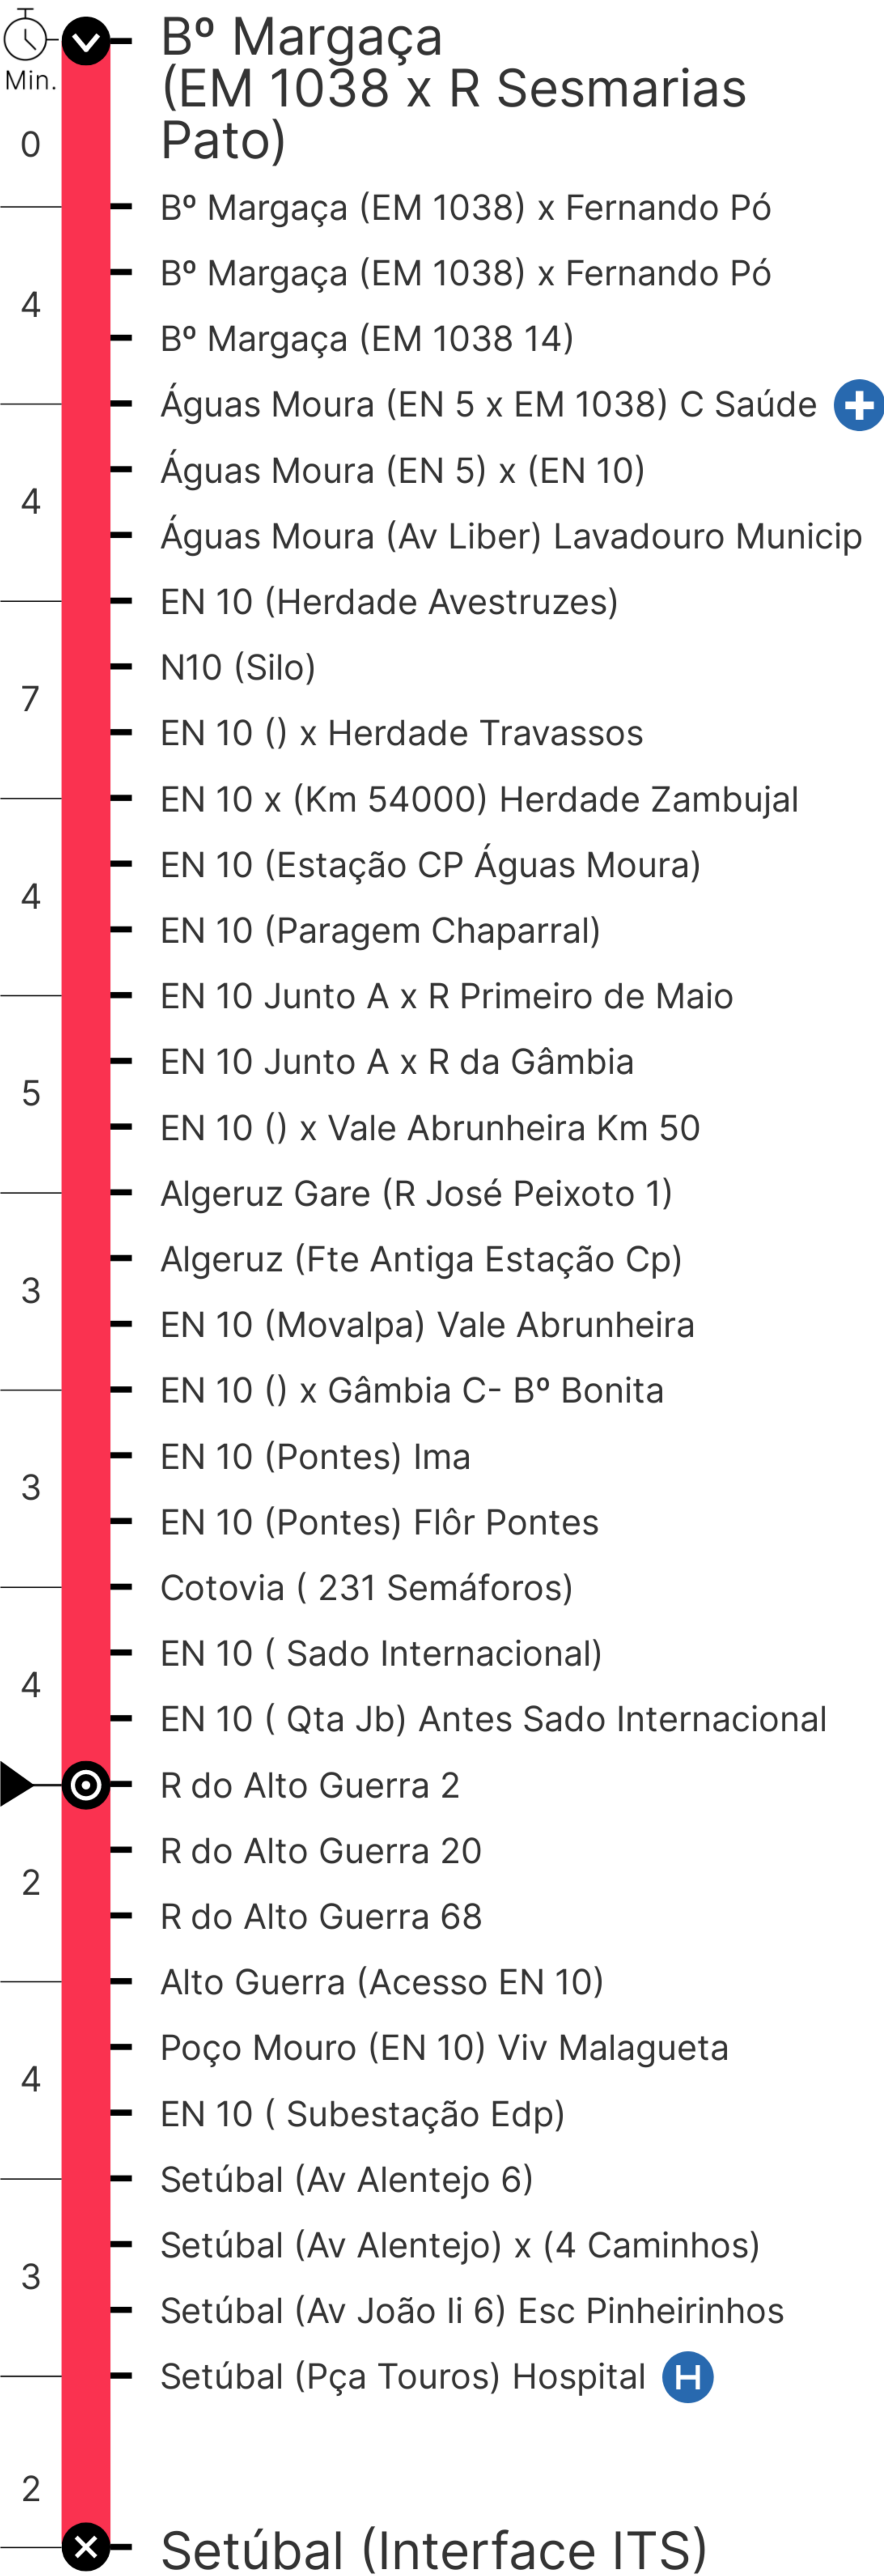 Min.
Bº Margaça
(EM 1038 x R Sesmarias
Pato)
0
Bº Margaça (EM 1038) x Fernando Pó
Bº Margaça (EM 1038) x Fernando Pó
4
Bº Margaça (EM 1038 14)
Águas Moura (EN 5 x EM 1038) C Saúde
Águas Moura (EN 5) x (EN 10)
4
Águas Moura (Av Liber) Lavadouro Municip
EN 10 (Herdade Avestruzes)
N10 (Silo)
7
EN 10 () x Herdade Travassos
EN 10 x (Km 54000) Herdade Zambujal
EN 10 (Estação CP Águas Moura)
4
EN 10 (Paragem Chaparral)
EN 10 Junto A x R Primeiro de Maio
EN 10 Junto A x R da Gâmbia
5
EN 10 () x Vale Abrunheira Km 50
Algeruz Gare (R José Peixoto 1)
Algeruz (Fte Antiga Estação Cp)
3
EN 10 (Movalpa) Vale Abrunheira
EN 10 () x Gâmbia C- Bº Bonita
EN 10 (Pontes) Ima
3
EN 10 (Pontes) Flôr Pontes
Cotovia ( 231 Semáforos)
EN 10 ( Sado Internacional)
4
EN 10 ( Qta Jb) Antes Sado Internacional
R do Alto Guerra 2
R do Alto Guerra 20
2
R do Alto Guerra 68
Alto Guerra (Acesso EN 10)
Poço Mouro (EN 10) Viv Malagueta
4
EN 10 ( Subestação Edp)
Setúbal (Av Alentejo 6)
Setúbal (Av Alentejo) x (4 Caminhos)
3
Setúbal (Av João Ii 6) Esc Pinheirinhos
Setúbal (Pça Touros) Hospital H
2
Setúbal (Interface ITS)